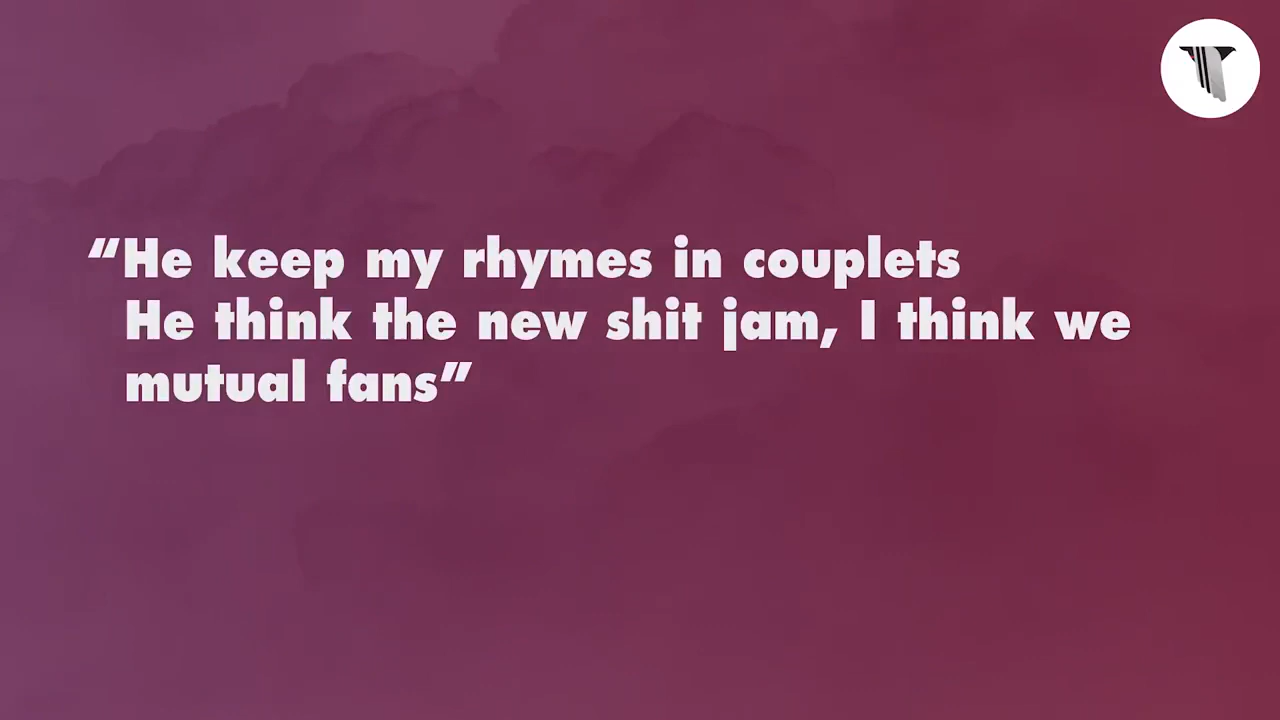 “He keep my rhymes in couplets
He think the new shit jam, I think we
mutual fans”